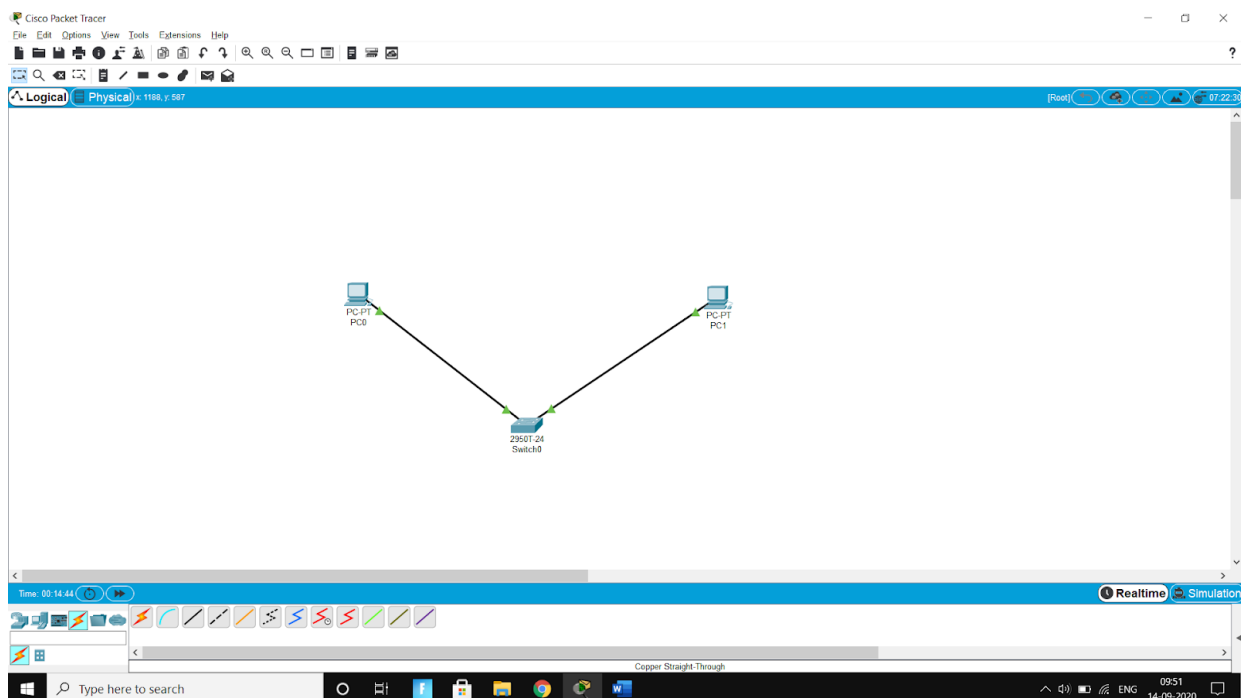 Cisco Packet Tracer
File Edit Options View Tools Extensions Help
?
Logical Physical x: 1188, y: 587 [Root] 07:22:30
PC-PT
PC0
PC-PT
PC1
2950T-24
Switch0
Time: 00:14:44 Realtime Simulation
Copper Straight-Through
Type here to search ENG 09:51
14-09-2020